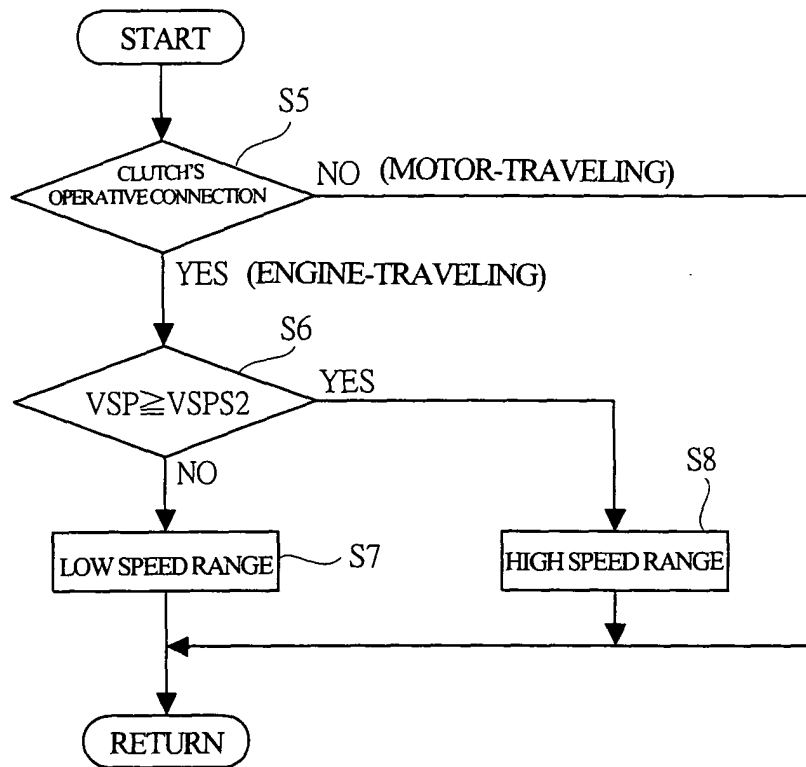 START
S5
CLUTCH'S
OPERATIVE CONNECTION
NO (MOTOR-TRAVELING)
YES (ENGINE-TRAVELING)
S6
VSP≧VSPS2
YES
NO
S8
LOW SPEED RANGE
S7
HIGH SPEED RANGE
RETURN